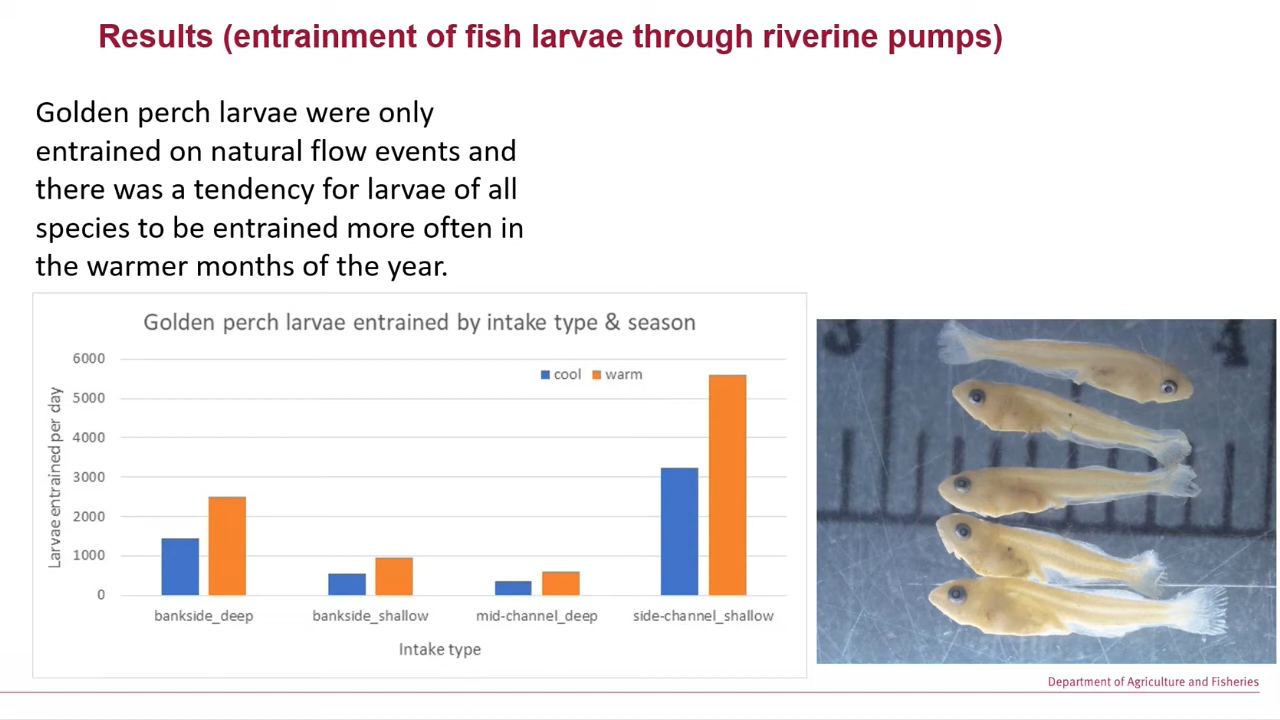 Results (entrainment of fish larvae through riverine pumps)
Golden perch larvae were only
entrained on natural flow events and
there was a tendency for larvae of all
species to be entrained more often in
the warmer months of the year.
Golden perch larvae entrained by intake type & season
cool warm
Larvae entrained per day
6000
5000
4000
3000
2000
1000
0
bankside_deep bankside_shallow mid-channel_deep side-channel_shallow
Intake type
Department of Agriculture and Fisheries